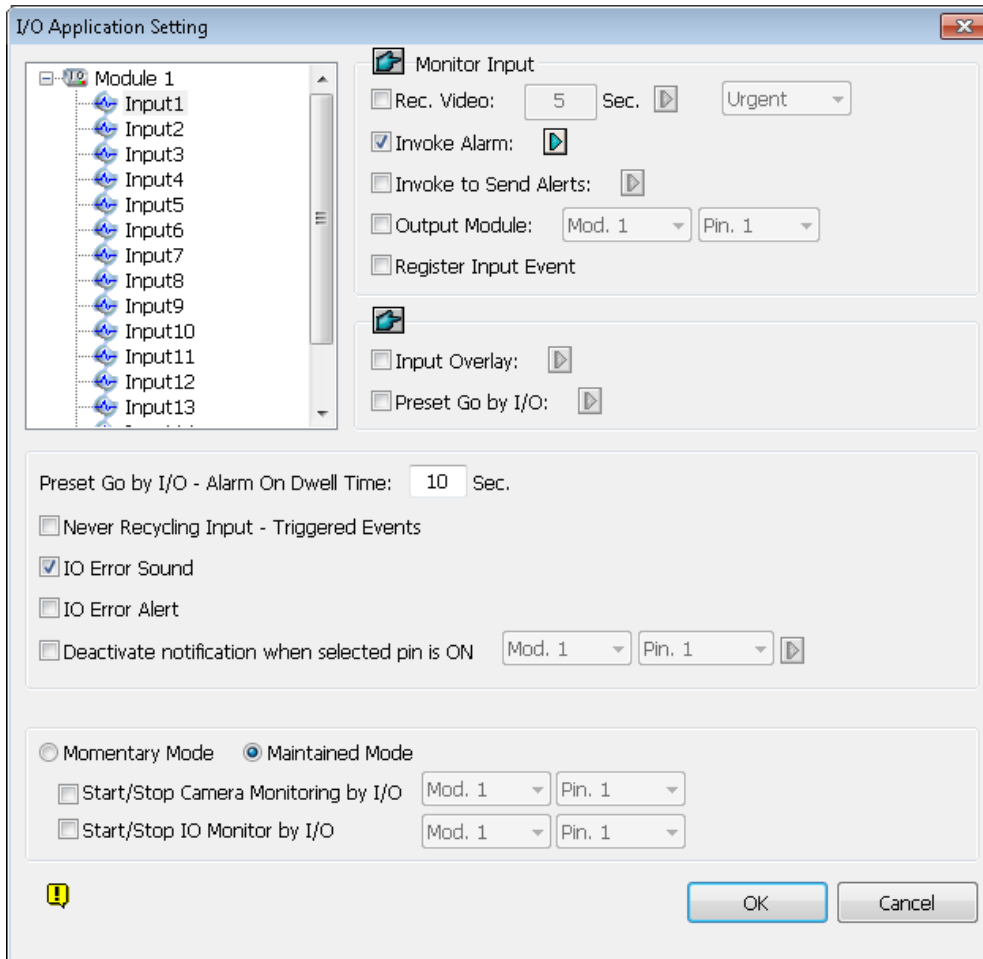 I/O Application Setting
Module 1
Input1
Input2
Input3
Input4
Input5
Input6
Input7
Input8
Input9
Input10
Input11
Input12
Input13
Monitor Input
Rec. Video: 5 Sec. Urgent
Invoke Alarm:
Invoke to Send Alerts:
Output Module: Mod. 1 Pin. 1
Register Input Event
Input Overlay:
Preset Go by I/O:
Preset Go by I/O - Alarm On Dwell Time: 10 Sec.
Never Recycling Input - Triggered Events
IO Error Sound
IO Error Alert
Deactivate notification when selected pin is ON Mod. 1 Pin. 1
Momentary Mode Maintained Mode
Start/Stop Camera Monitoring by I/O Mod. 1 Pin. 1
Start/Stop IO Monitor by I/O Mod. 1 Pin. 1
OK Cancel